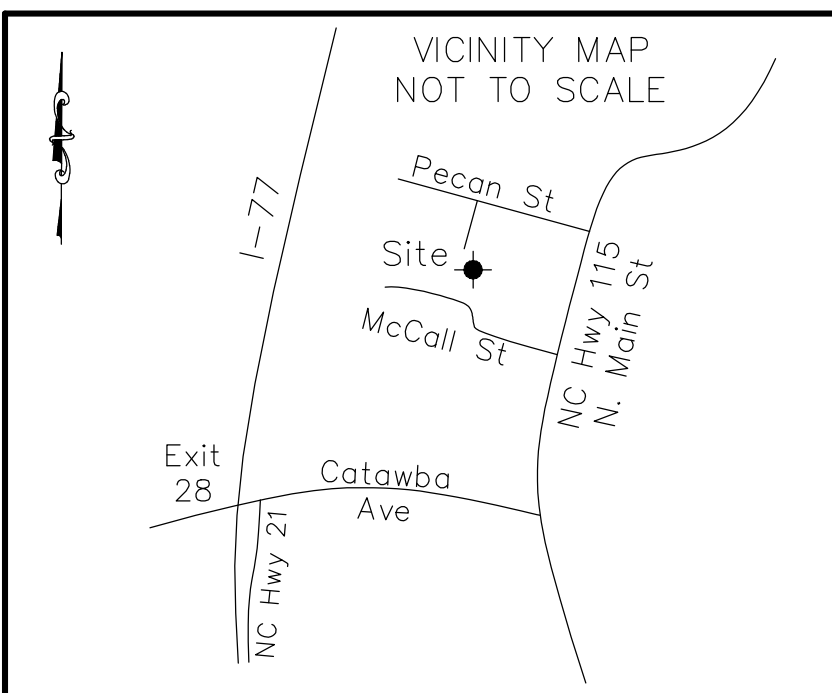 VICINITY MAP
NOT TO SCALE
Pecan St
I-77
Site
McCall St
NC Hwy 115
N. Main St
Exit
28
Catawba
Ave
NC Hwy 21